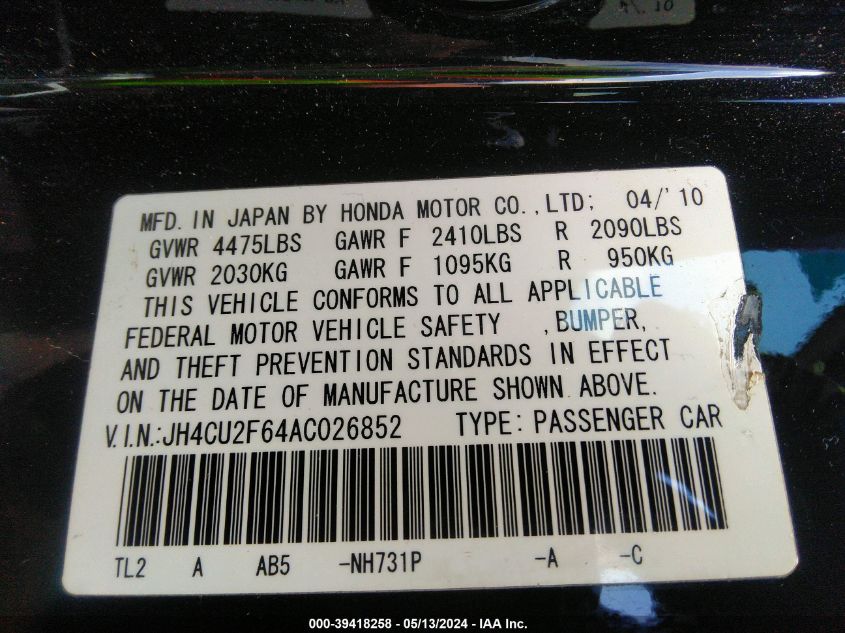 MFD. IN JAPAN BY HONDA MOTOR CO.,LTD; 04/'10
GVWR 4475LBS GAWR F 2410LBS R 2090LBS
GVWR 2030KG GAWR F 1095KG R 950KG
THIS VEHICLE CONFORMS TO ALL APPLICABLE
FEDERAL MOTOR VEHICLE SAFETY ,BUMPER,
AND THEFT PREVENTION STANDARDS IN EFFECT
ON THE DATE OF MANUFACTURE SHOWN ABOVE.
V.I.N.:JH4CU2F64AC026852 TYPE: PASSENGER CAR
TL2 A AB5 -NH731P -A -C
000-39418258 - 05/13/2024 - IAA Inc.